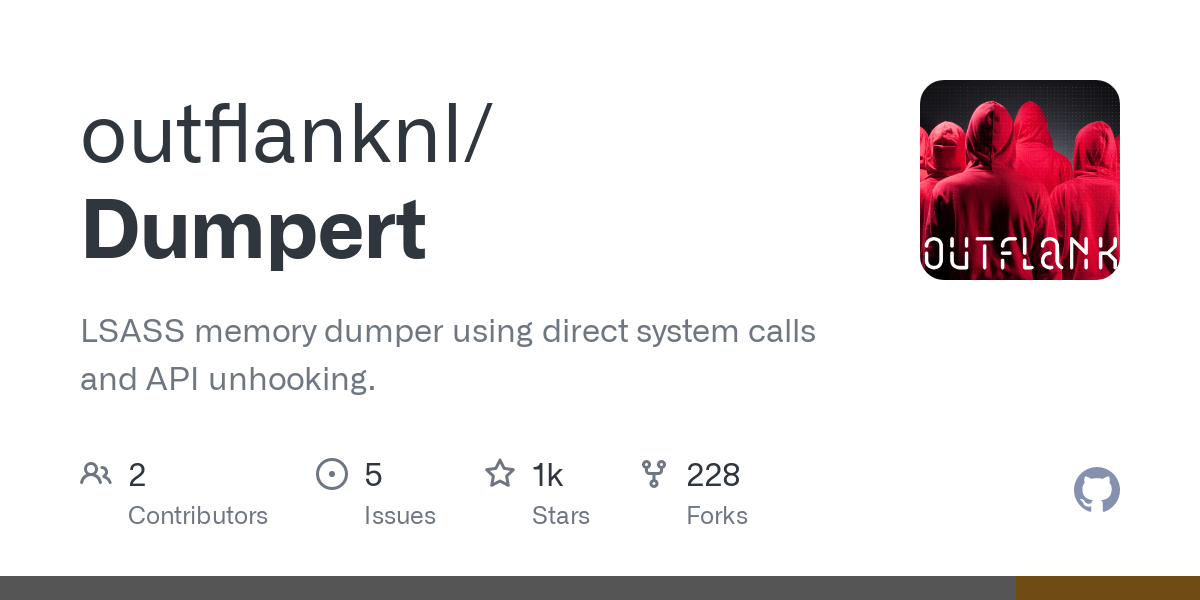 outflanknl/
Dumpert
OUTFLANK
LSASS memory dumper using direct system calls
and API unhooking.
2
Contributors
5
Issues
1k
Stars
228
Forks